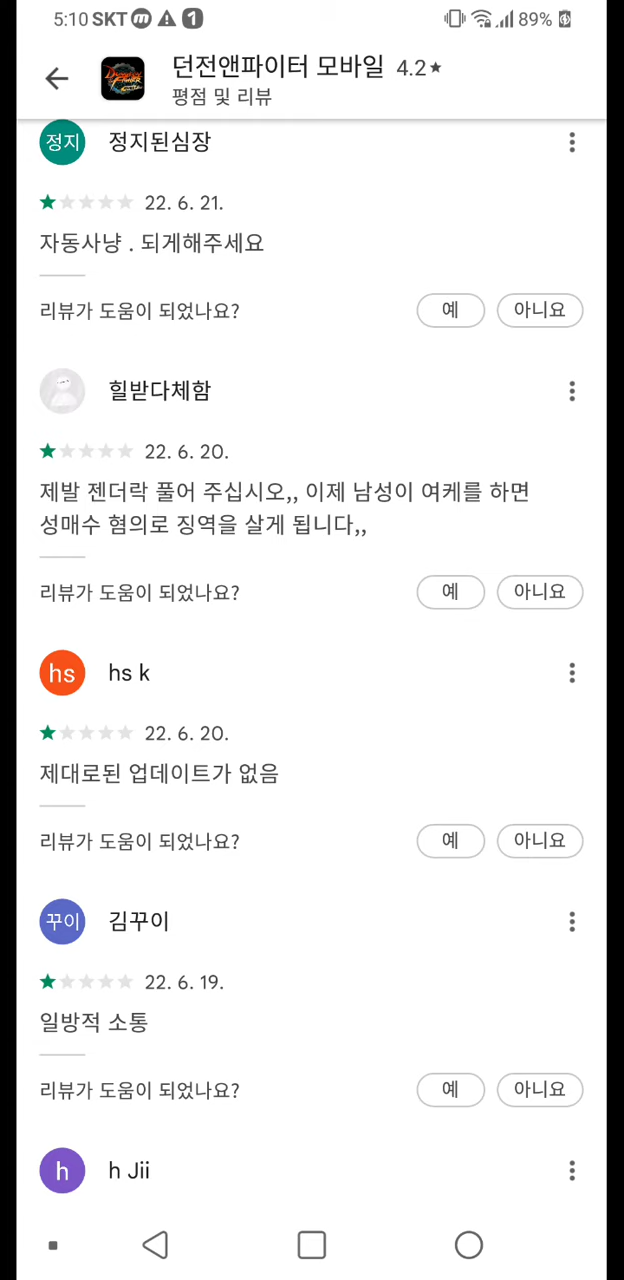 5:10 SKT m 1 89%
던전앤파이터 모바일 4.2★
평점 및 리뷰
정지 정지된심장
22. 6. 21.
자동사냥 . 되게해주세요
리뷰가 도움이 되었나요? 예 아니요
힐받다체함
22. 6. 20.
제발 젠더락 풀어 주십시오,, 이제 남성이 여케를 하면
성매수 혐의로 징역을 살게 됩니다,,
리뷰가 도움이 되었나요? 예 아니요
hs hs k
22. 6. 20.
제대로된 업데이트가 없음
리뷰가 도움이 되었나요? 예 아니요
꾸이 김꾸이
22. 6. 19.
일방적 소통
리뷰가 도움이 되었나요? 예 아니요
h h Jii